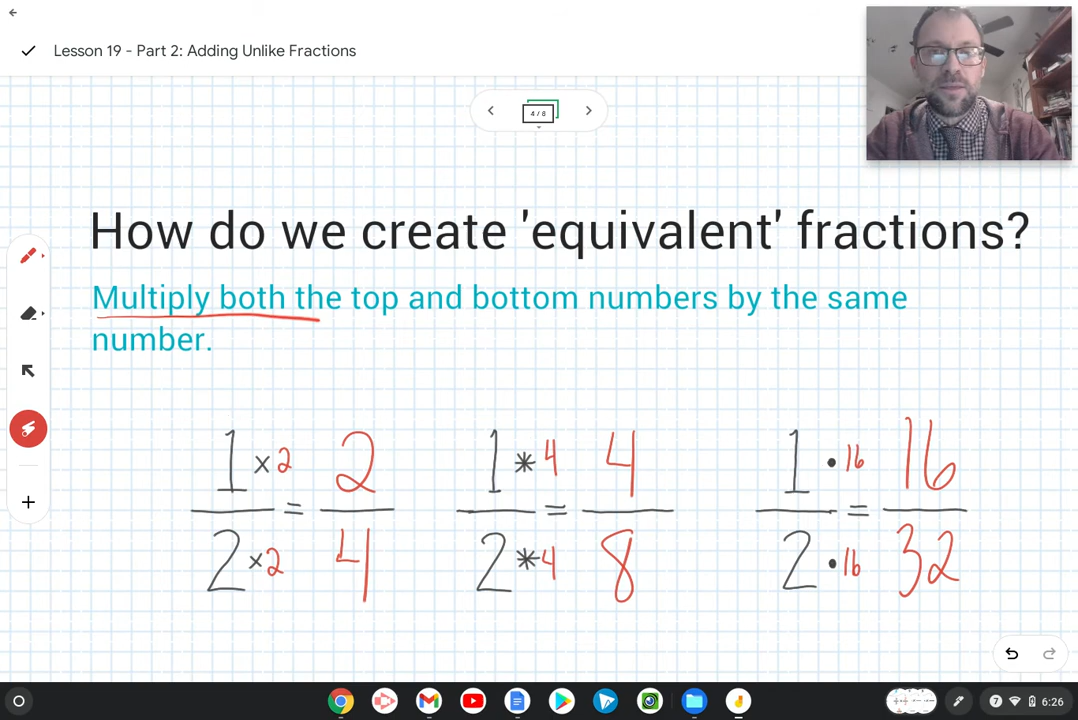 Lesson 19 - Part 2: Adding Unlike Fractions
4 / 8
How do we create 'equivalent' fractions?
Multiply both the top and bottom numbers by the same
number.
1 × 2 = 2
2 × 2 4
1 * 4 = 4
2 * 4 8
1 • 16 = 16
2 • 16 32
7 6:26